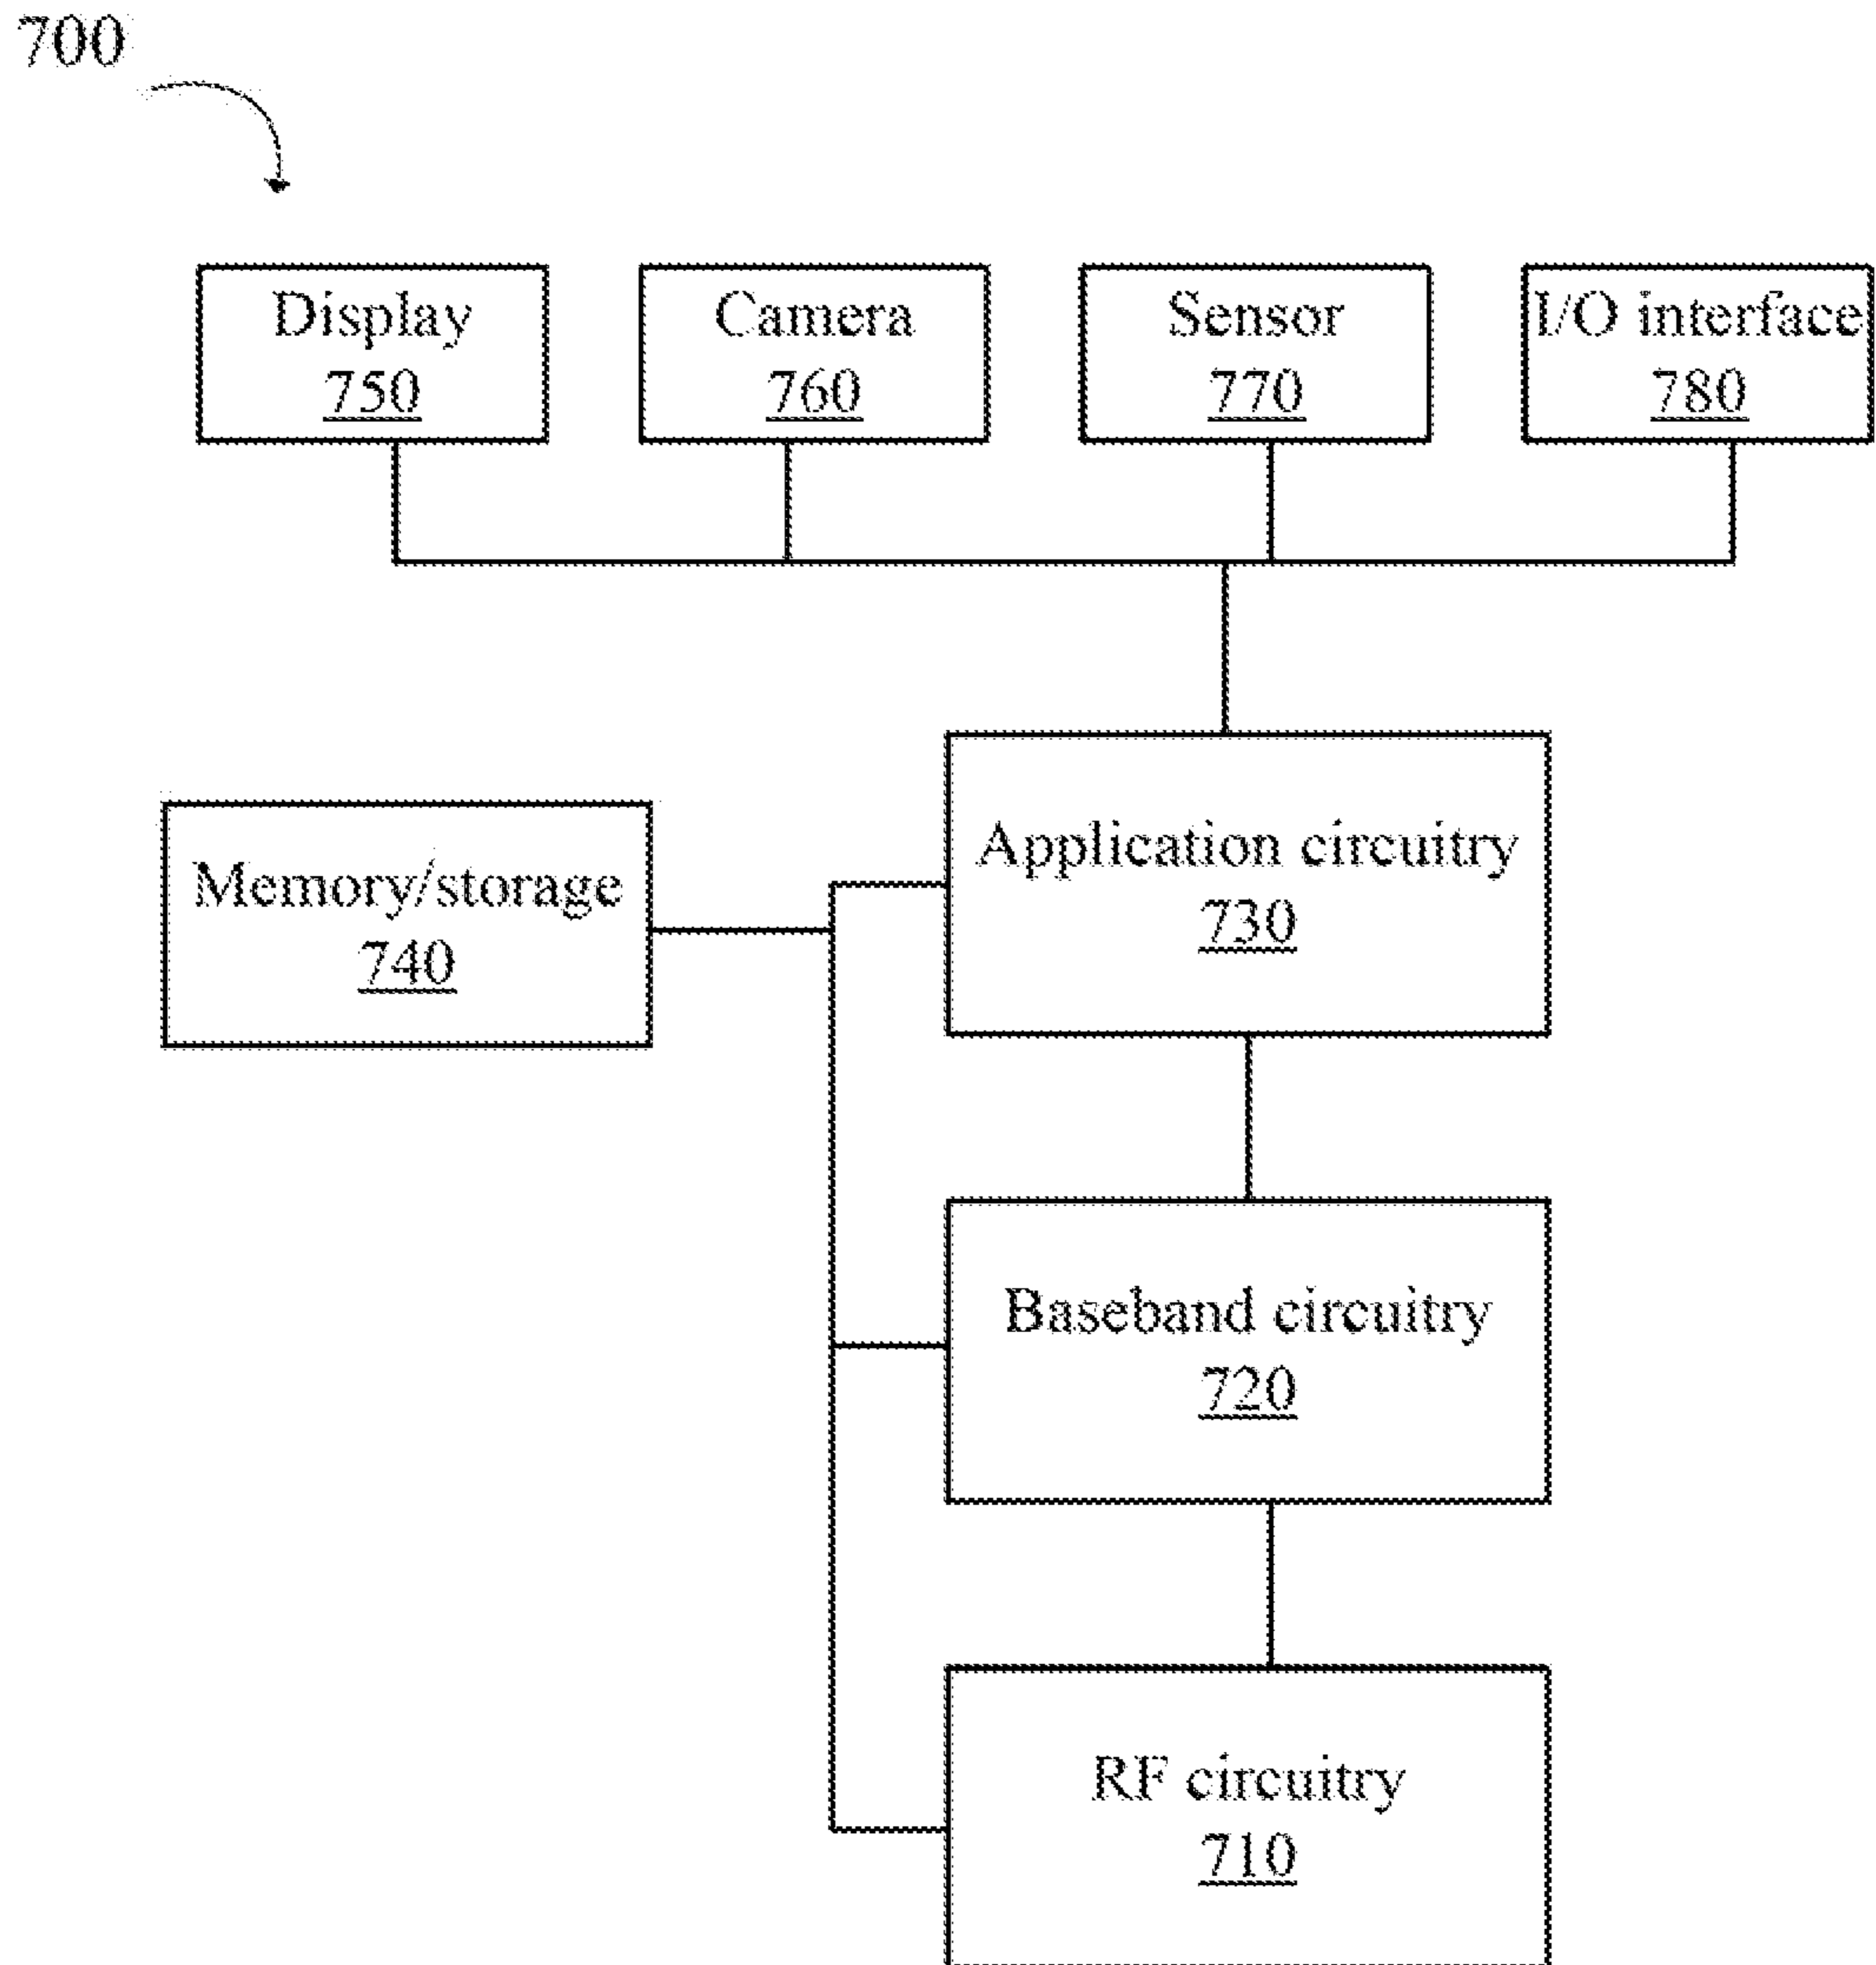 700
Display
750
Camera
760
Sensor
770
I/O interface
780
Application circuitry
730
Memory/storage
740
Baseband circuitry
720
RF circuitry
710